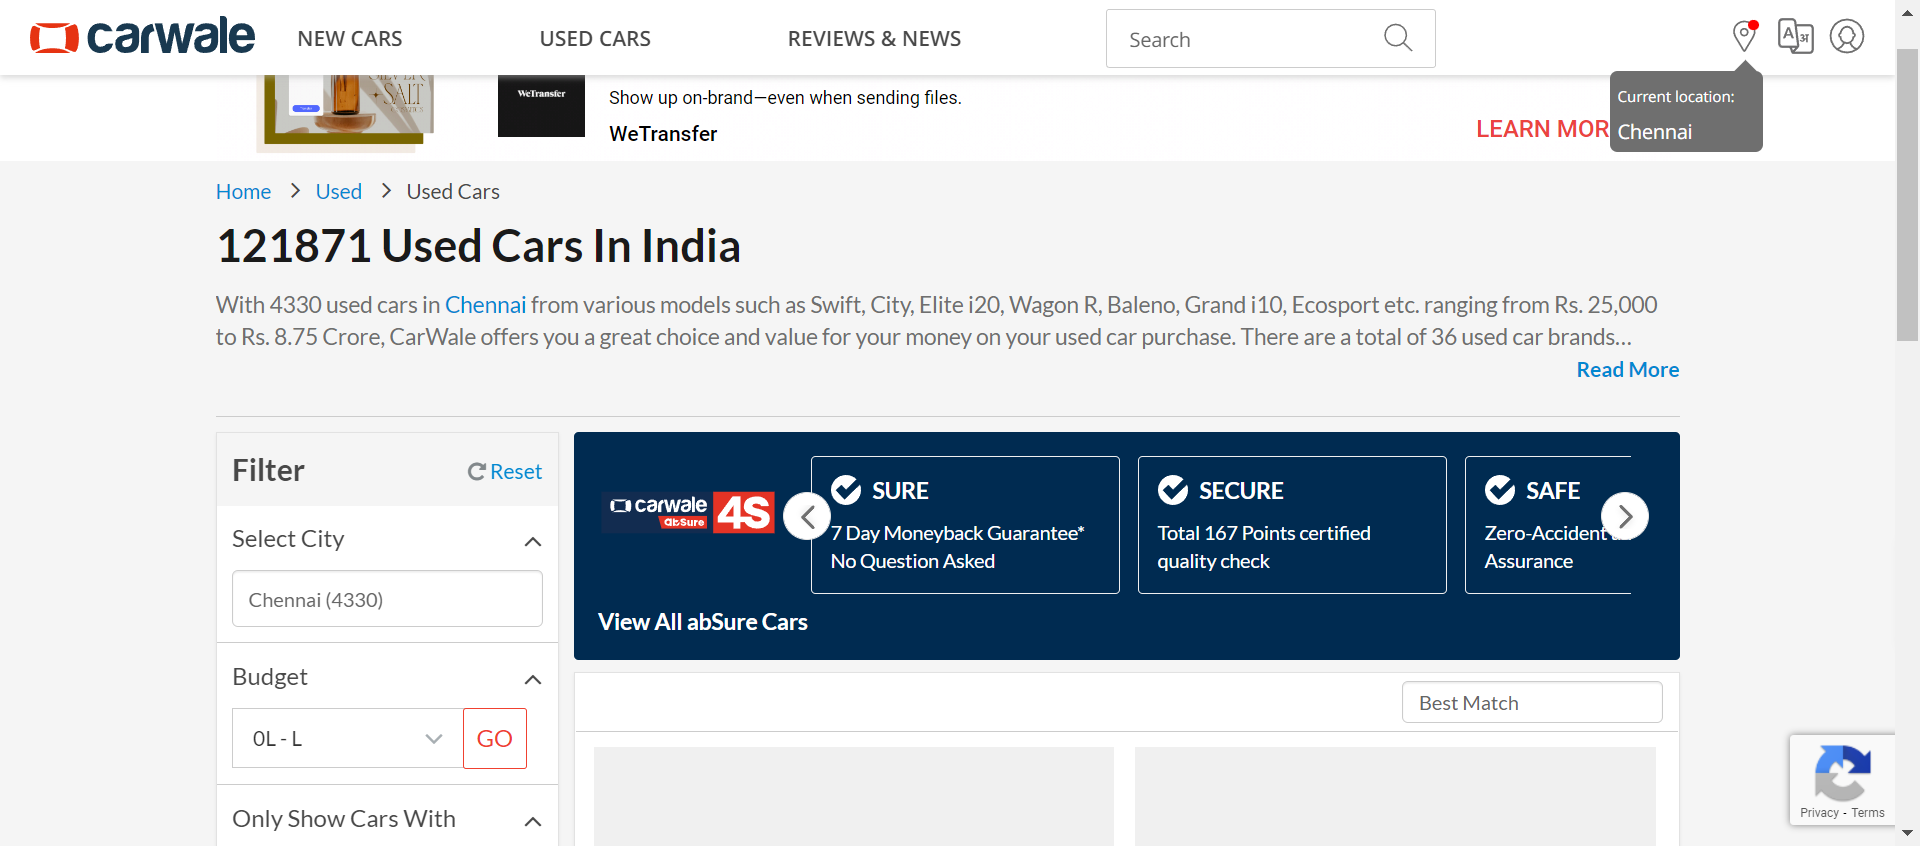 carwale
NEW CARS
USED CARS
REVIEWS & NEWS
Search
SALT
WeTransfer
Show up on-brand—even when sending files.
WeTransfer
LEARN MOR
Current location:
Chennai
Home > Used > Used Cars
121871 Used Cars In India
With 4330 used cars in Chennai from various models such as Swift, City, Elite i20, Wagon R, Baleno, Grand i10, Ecosport etc. ranging from Rs. 25,000
to Rs. 8.75 Crore, CarWale offers you a great choice and value for your money on your used car purchase. There are a total of 36 used car brands...
Read More
Filter
Reset
Select City
Chennai (4330)
Budget
0L - L
GO
Only Show Cars With
carwale
abSure
4S
SURE
7 Day Moneyback Guarantee*
No Question Asked
SECURE
Total 167 Points certified
quality check
SAFE
Zero-Accident
Assurance
View All abSure Cars
Best Match
Privacy - Terms